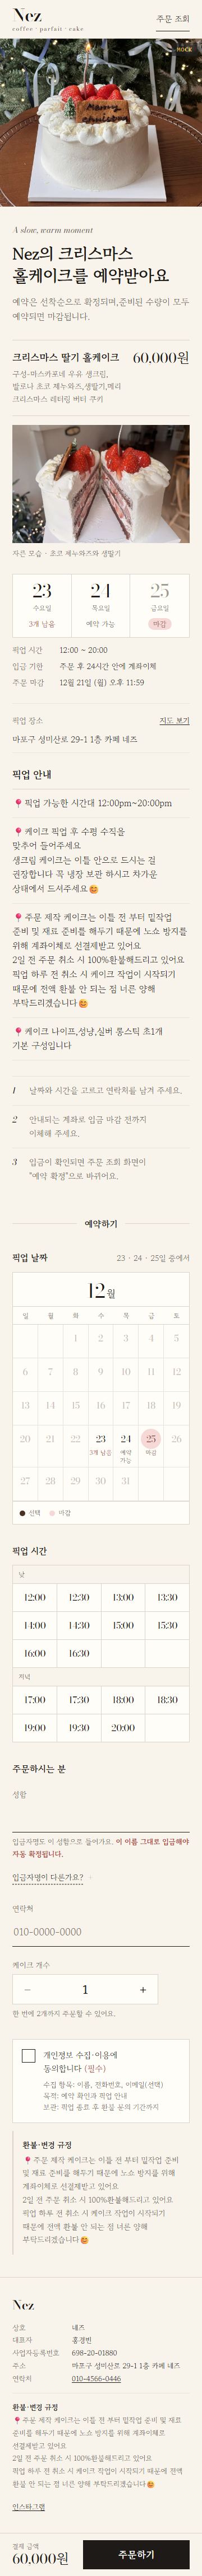 Nez
coffee · parfait · cake
주문 조회
MOCK
Merry
A slow, warm moment
Nez의 크리스마스
홀케이크를 예약받아요
예약은 선착순으로 확정되며,준비된 수량이 모두
예약되면 마감됩니다.
크리스마스 딸기 홀케이크
60,000원
구성-마스카포네 우유 생크림,
발로나 초코 제누와즈,생딸기,메리
크리스마스 레터링 버터 쿠키
자른 모습 · 초코 제누와즈와 생딸기
23
수요일
3개 남음
24
목요일
예약 가능
25
금요일
마감
픽업 시간 12:00 ~ 20:00
입금 기한 주문 후 24시간 안에 계좌이체
주문 마감 12월 21일 (월) 오후 11:59
픽업 장소
지도 보기
마포구 성미산로 29-1 1층 카페 네즈
픽업 안내
📍픽업 가능한 시간대 12:00pm~20:00pm
📍케이크 픽업 후 수평 수직을
맞추어 들어주세요
생크림 케이크는 이틀 안으로 드시는 걸
권장합니다 꼭 냉장 보관 하시고 차가운
상태에서 드셔주세요😊
📍주문 제작 케이크는 이틀 전 부터 밑작업
준비 및 재료 준비를 해두기 때문에 노쇼 방지를
위해 계좌이체로 선결제받고 있어요
2일 전 주문 취소 시 100%환불해드리고 있어요
픽업 하루 전 취소 시 케이크 작업이 시작되기
때문에 전액 환불 안 되는 점 너른 양해
부탁드리겠습니다😊
📍케이크 나이프,성냥,실버 롱스틱 초1개
기본 구성입니다
1 날짜와 시간을 고르고 연락처를 남겨 주세요.
2 안내되는 계좌로 입금 마감 전까지
이체해 주세요.
3 입금이 확인되면 주문 조회 화면이
“예약 확정”으로 바뀌어요.
예약하기
픽업 날짜
23 · 24 · 25일 중에서
12월
일 월 화 수 목 금 토
1 2 3 4 5
6 7 8 9 10 11 12
13 14 15 16 17 18 19
20 21 22 23 24 25 26
3개 남음 예약 가능 마감
27 28 29 30 31
선택 마감
픽업 시간
낮
12:00 12:30 13:00 13:30
14:00 14:30 15:00 15:30
16:00 16:30
저녁
17:00 17:30 18:00 18:30
19:00 19:30 20:00
주문하시는 분
성함
입금자명도 이 성함으로 들어가요. 이 이름 그대로 입금해야
자동 확정됩니다.
입금자명이 다른가요? +
연락처
010-0000-0000
케이크 개수
− 1 +
한 번에 2개까지 주문할 수 있어요.
개인정보 수집·이용에
동의합니다 (필수)
수집 항목: 이름, 전화번호, 이메일(선택)
목적: 예약 확인과 픽업 안내
보관: 픽업 종료 후 환불 문의 기간까지
환불·변경 규정
📍주문 제작 케이크는 이틀 전 부터 밑작업 준비
및 재료 준비를 해두기 때문에 노쇼 방지를 위해
계좌이체로 선결제받고 있어요
2일 전 주문 취소 시 100%환불해드리고 있어요
픽업 하루 전 취소 시 케이크 작업이 시작되기
때문에 전액 환불 안 되는 점 너른 양해
부탁드리겠습니다😊
Nez
상호 네즈
대표자 홍경빈
사업자등록번호 698-20-01880
주소 마포구 성미산로 29-1 1층 카페 네즈
연락처 010-4566-0446
환불·변경 규정
📍주문 제작 케이크는 이틀 전 부터 밑작업 준비 및 재료
준비를 해두기 때문에 노쇼 방지를 위해 계좌이체로
선결제받고 있어요
2일 전 주문 취소 시 100%환불해드리고 있어요
픽업 하루 전 취소 시 케이크 작업이 시작되기 때문에 전액
환불 안 되는 점 너른 양해 부탁드리겠습니다😊
인스타그램
결제 금액
60,000원
주문하기